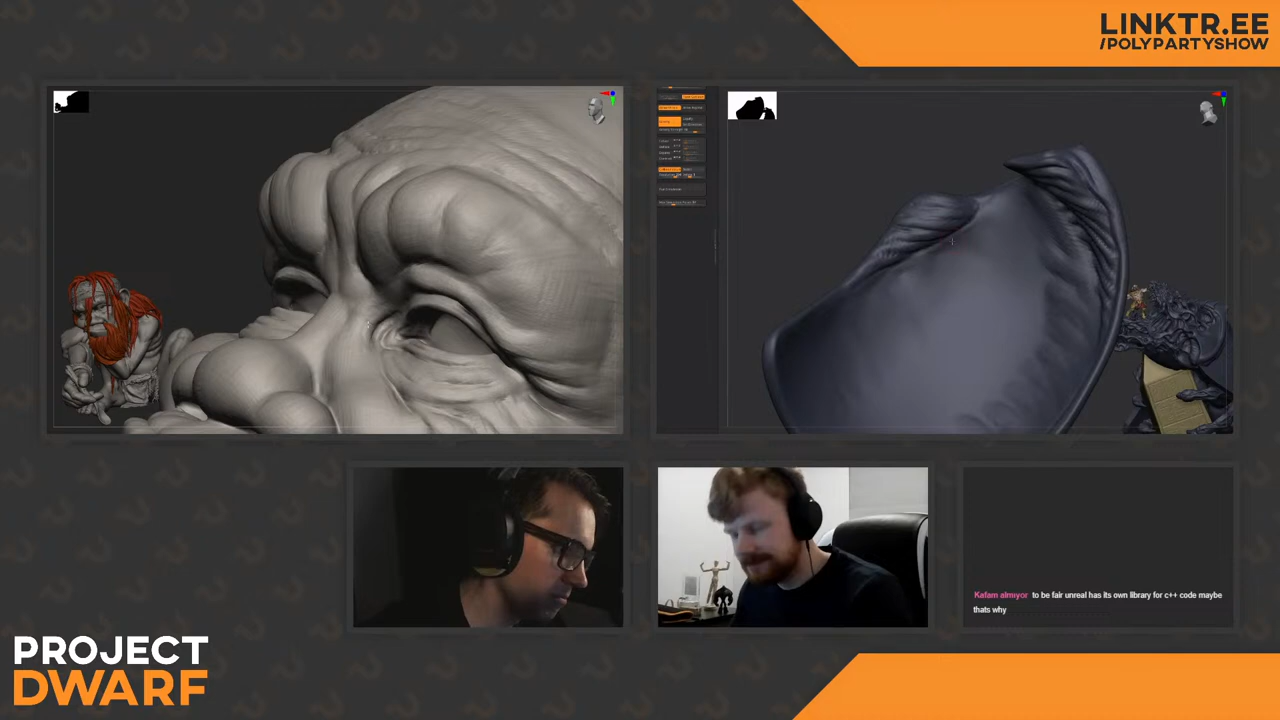 LINKTR.EE
/POLYPARTYSHOW
Kafam almıyor to be fair unreal has its own library for c++ code maybe
thats why
PROJECT
DWARF